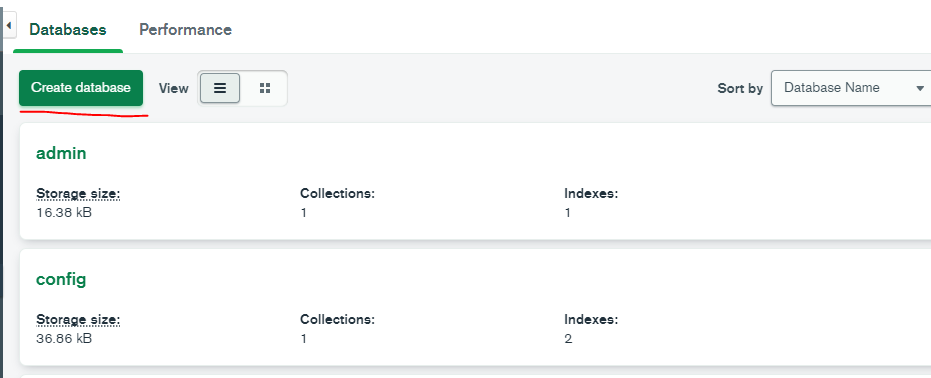 Databases Performance
Create database View Sort by Database Name
admin
Storage size: Collections: Indexes:
16.38 kB 1 1
config
Storage size: Collections: Indexes:
36.86 kB 1 2